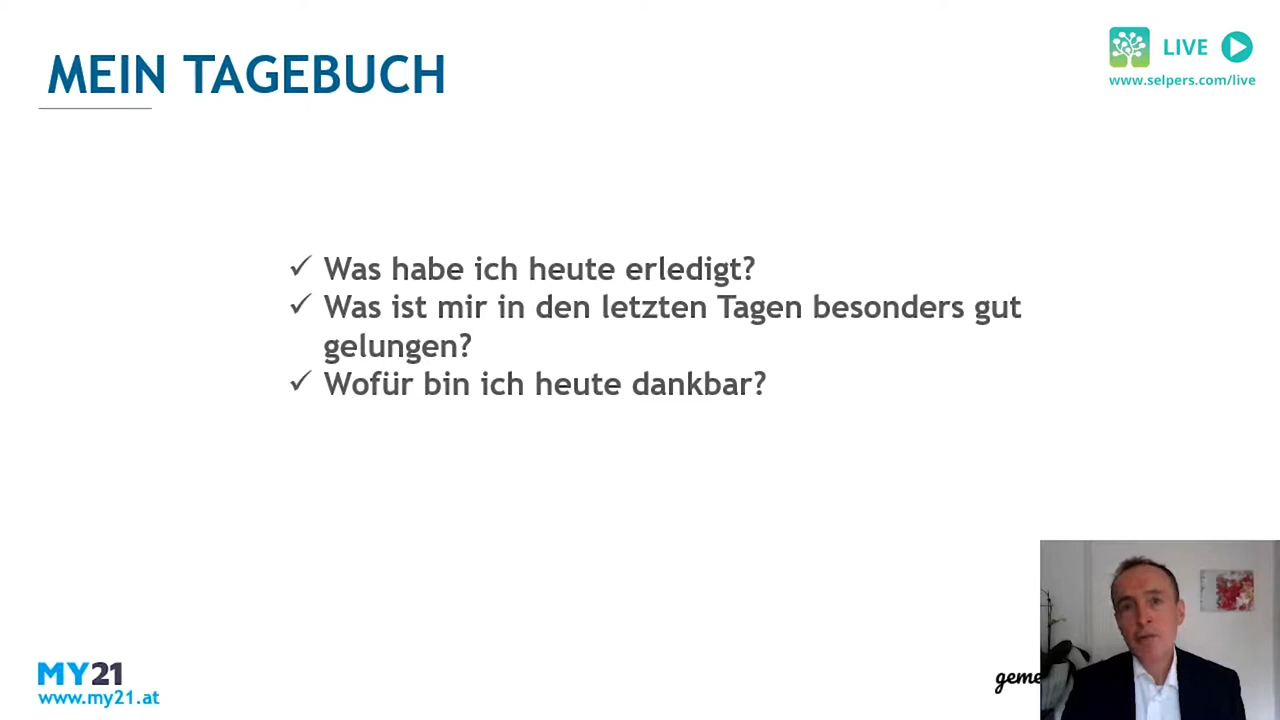 MEIN TAGEBUCH
LIVE
www.selpers.com/live
✓ Was habe ich heute erledigt?
✓ Was ist mir in den letzten Tagen besonders gut
gelungen?
✓ Wofür bin ich heute dankbar?
MY21
www.my21.at
geme